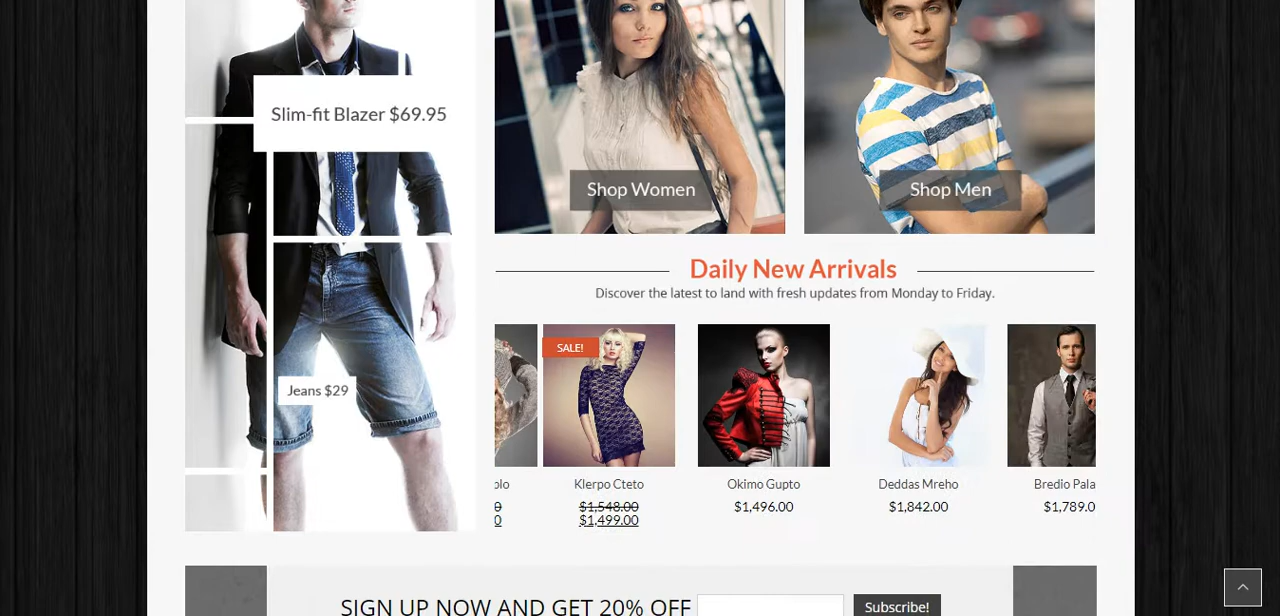 Slim-fit Blazer $69.95
Jeans $29
Shop Women
Shop Men
Daily New Arrivals
Discover the latest to land with fresh updates from Monday to Friday.
SALE!
Klerpo Cteto
$1,548.00
$1,499.00
Okimo Gupto
$1,496.00
Deddas Mreho
$1,842.00
Bredio Pala
$1,789.0
SIGN UP NOW AND GET 20% OFF
Subscribe!